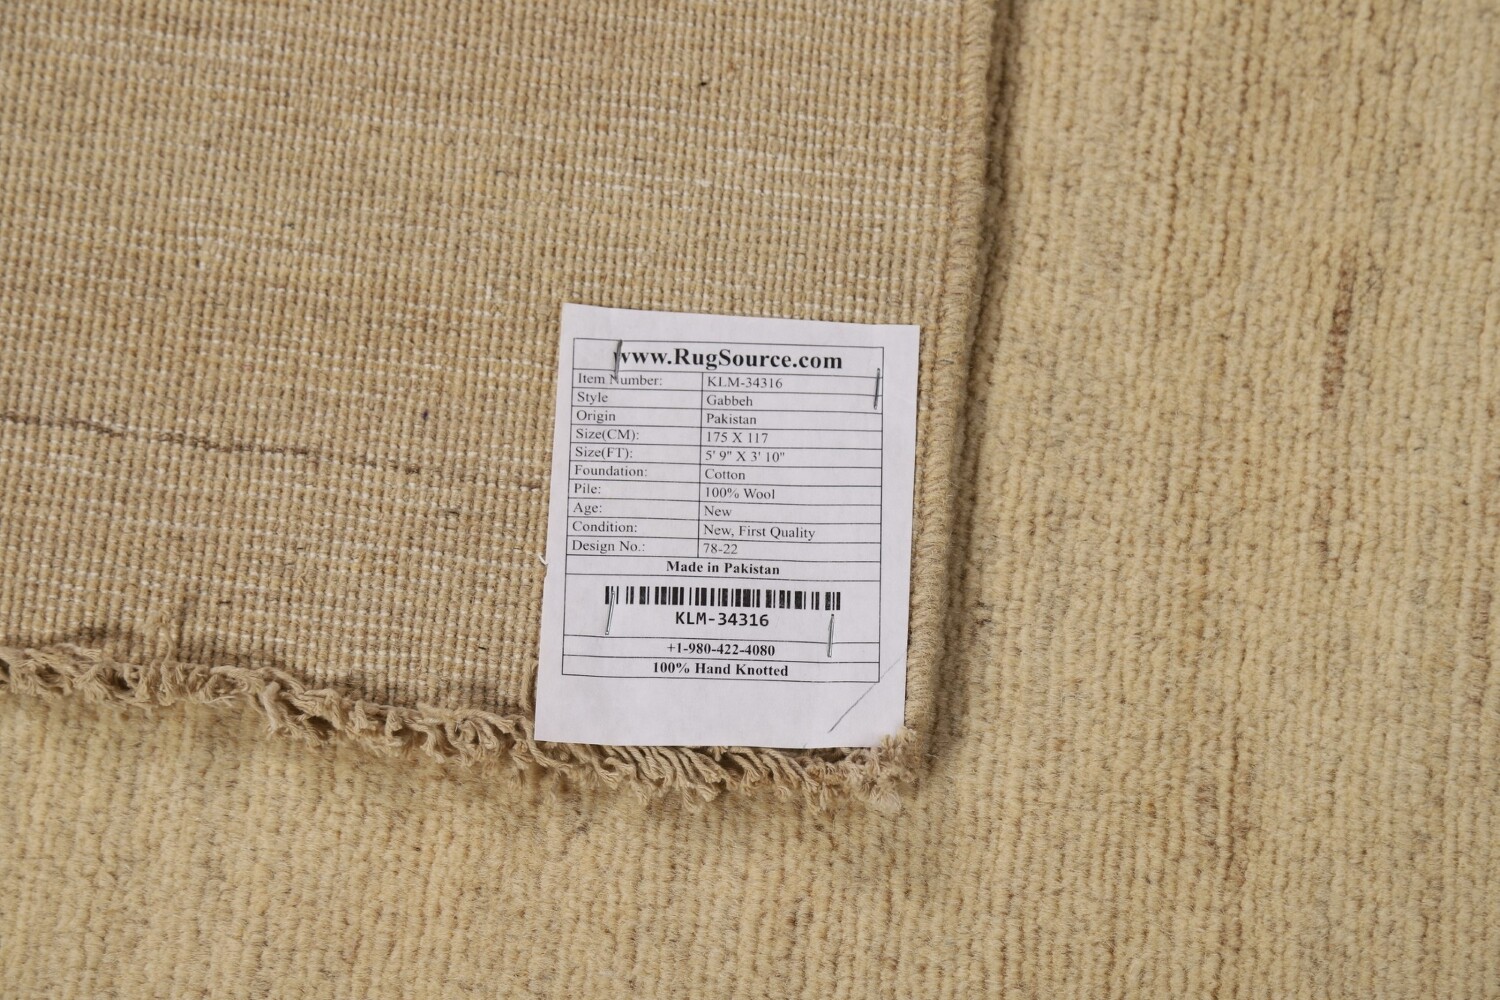 www.RugSource.com
Item Number: KLM-34316
Style Gabbeh
Origin Pakistan
Size(CM): 175 X 117
Size(FT): 5' 9" X 3' 10"
Foundation: Cotton
Pile: 100% Wool
Age: New
Condition: New, First Quality
Design No.: 78-22
Made in Pakistan
KLM-34316
+1-980-422-4080
100% Hand Knotted